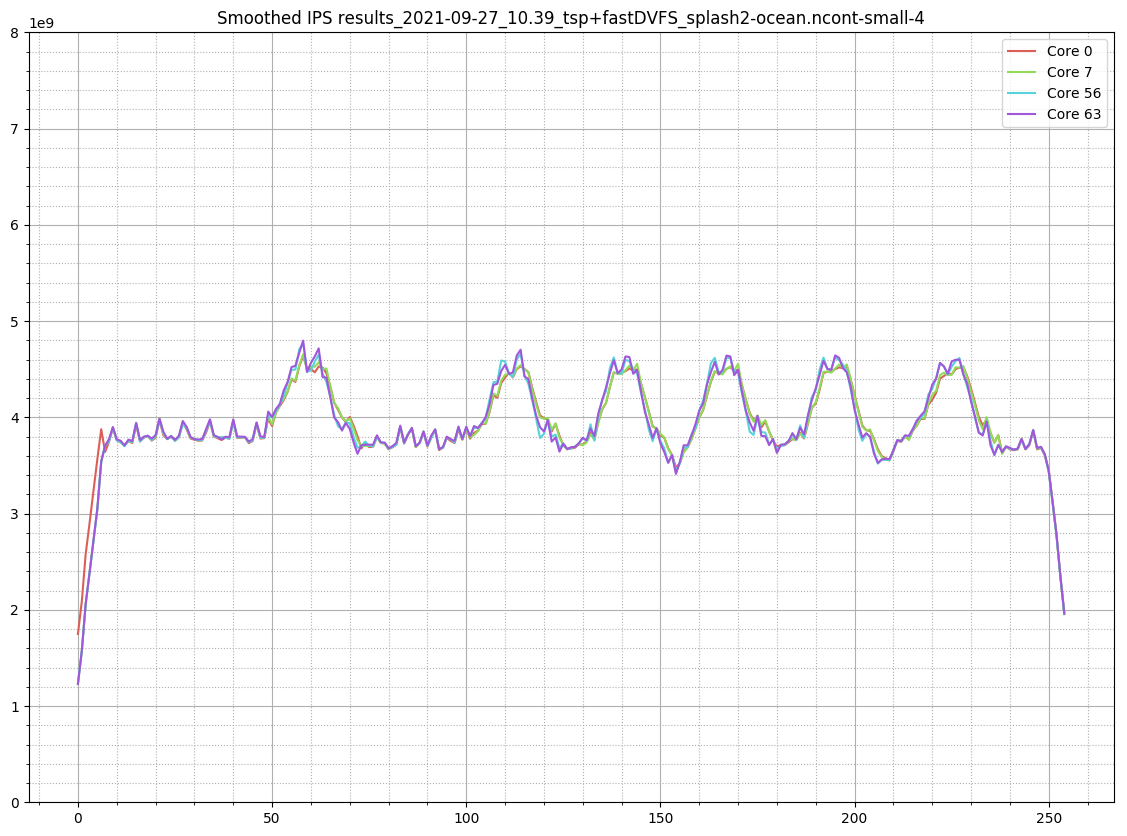 Smoothed IPS results_2021-09-27_10.39_tsp+fastDVFS_splash2-ocean.ncont-small-4
1e9
8
7
6
5
4
3
2
1
0
0 50 100 150 200 250
Core 0
Core 7
Core 56
Core 63